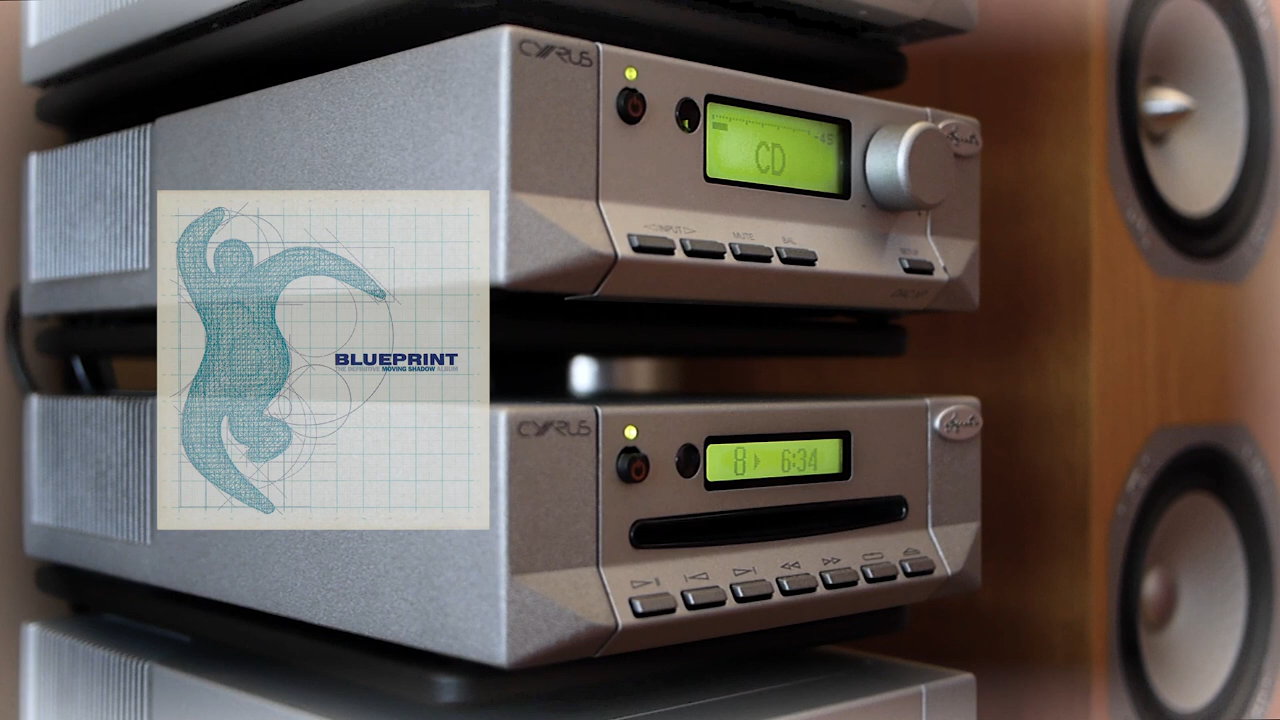 CYRUS
-45
CD
INPUT
MUTE
BAL
BLUEPRINT
THE DEFINITIVE MOVING SHADOW ALBUM
CYRUS
8 6:34